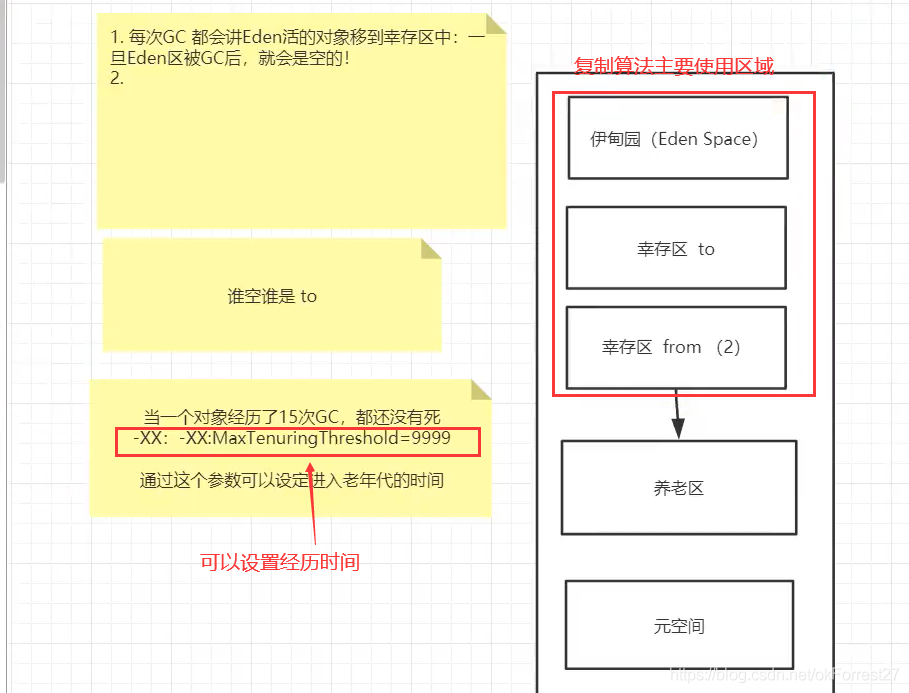 1. 每次GC 都会讲Eden活的对象移到幸存区中：一
旦Eden区被GC后，就会是空的！
2.
谁空谁是 to
当一个对象经历了15次GC，都还没有死
-XX：-XX:MaxTenuringThreshold=9999
通过这个参数可以设定进入老年代的时间
可以设置经历时间
复制算法主要使用区域
伊甸园（Eden Space）
幸存区 to
幸存区 from （2）
养老区
元空间
https://blog.csdn.net/okForrest27